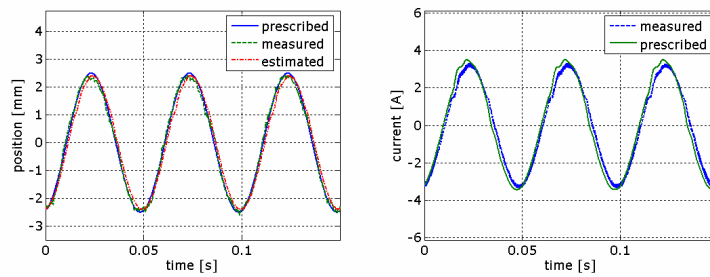 prescribed
measured
estimated
position [mm]
4
3
2
1
0
-1
-2
-3
0
0.05
0.1
time [s]
measured
prescribed
current [A]
6
4
2
0
-2
-4
-6
0
0.05
0.1
time [s]